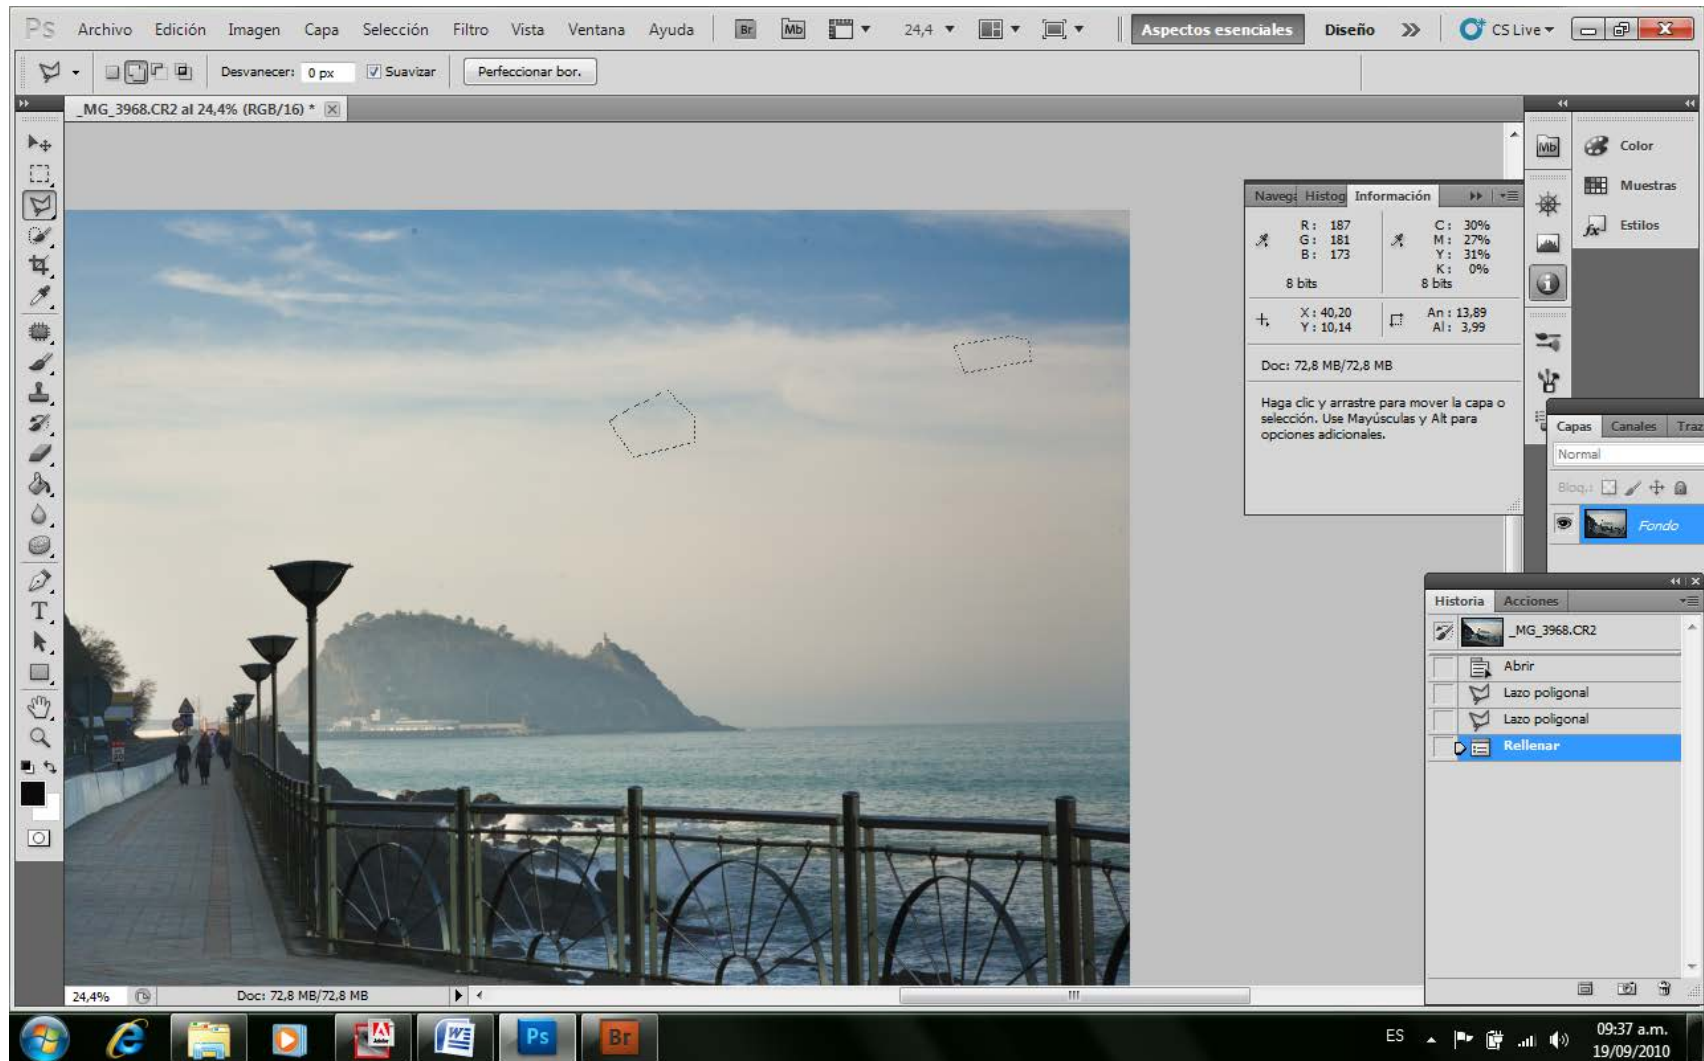 Ps Archivo Edición Imagen Capa Selección Filtro Vista Ventana Ayuda Br Mb 24,4 Aspectos esenciales Diseño CS Live
Desvanecer: 0 px Suavizar Perfeccionar bor.
_MG_3968.CR2 al 24,4% (RGB/16) *
Mb Color
Muestras
Estilos
Histog Información
R: 187 C: 30%
G: 181 M: 27%
B: 173 Y: 31%
K: 0%
8 bits 8 bits
X: 40,20 An: 13,89
Y: 10,14 Al: 3,99
Doc: 72,8 MB/72,8 MB
Haga clic y arrastre para mover la capa o
selección. Use Mayúsculas y Alt para
opciones adicionales.
Capas Canales Traz
Normal
Bloq.:
Fondo
Historia Acciones
_MG_3968.CR2
Abrir
Lazo poligonal
Lazo poligonal
Rellenar
T
24,4% Doc: 72,8 MB/72,8 MB
Ps Br ES 09:37 a.m.
19/09/2010